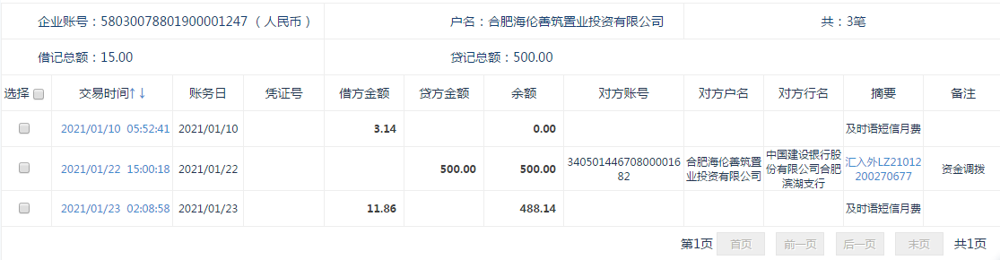 企业账号：58030078801900001247（人民币） 户名：合肥海伦善筑置业投资有限公司 共：3笔
借记总额：15.00 贷记总额：500.00
选择 交易时间↑↓ 账务日 凭证号 借方金额 贷方金额 余额 对方账号 对方户名 对方行名 摘要 备注
2021/01/10 05:52:41 2021/01/10 3.14 0.00 及时语短信月费
2021/01/22 15:00:18 2021/01/22 500.00 500.00 340501446708000016
82 合肥海伦善筑置
业投资有限公司 中国建设银行股
份有限公司合肥
滨湖支行 汇入外LZ21012
200270677 资金调拨
2021/01/23 02:08:58 2021/01/23 11.86 488.14 及时语短信月费
第1页 首页 前一页 后一页 末页 共1页